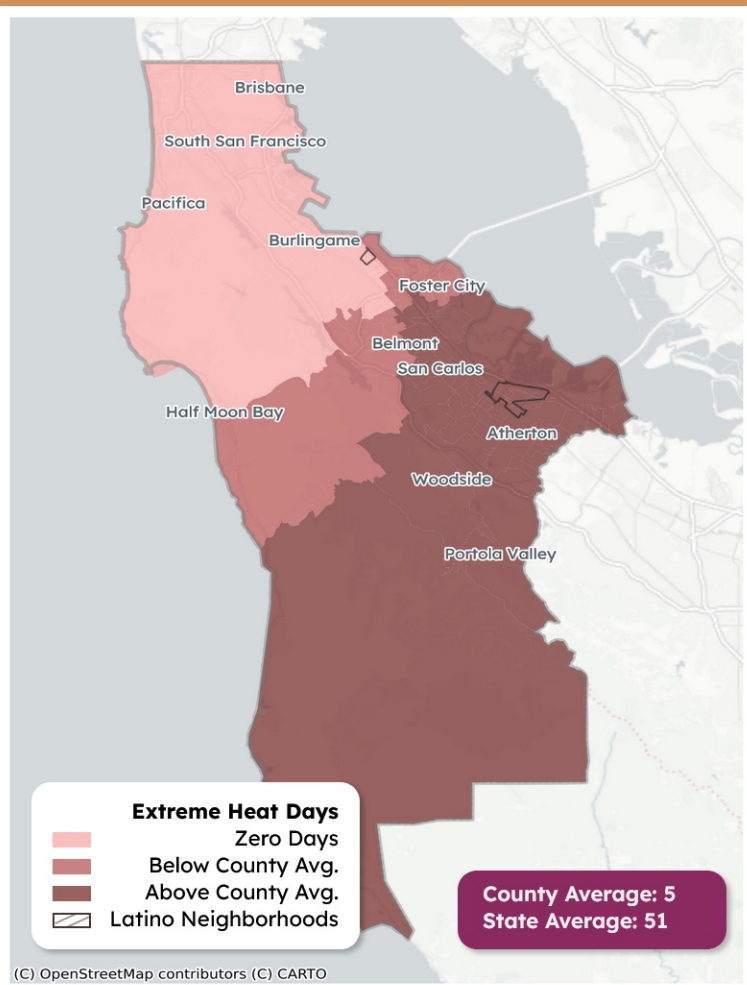 Brisbane
South San Francisco
Pacifica
Burlingame
Foster City
Belmont
San Carlos
Half Moon Bay
Atherton
Woodside
Portola Valley
Extreme Heat Days
Zero Days
Below County Avg.
Above County Avg.
Latino Neighborhoods
County Average: 5
State Average: 51
(C) OpenStreetMap contributors (C) CARTO